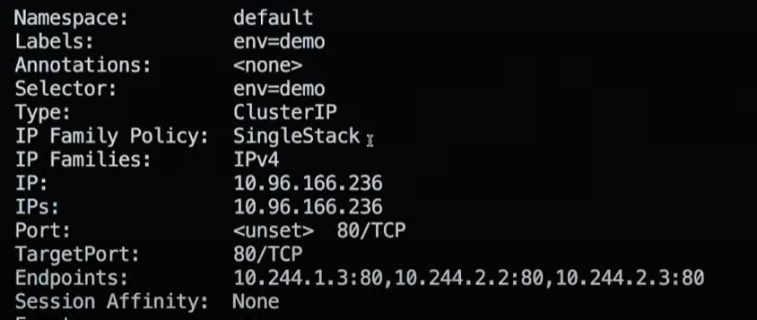 Namespace: default
Labels: env=demo
Annotations: <none>
Selector: env=demo
Type: ClusterIP
IP Family Policy: SingleStack
IP Families: IPv4
IP: 10.96.166.236
IPs: 10.96.166.236
Port: <unset> 80/TCP
TargetPort: 80/TCP
Endpoints: 10.244.1.3:80,10.244.2.2:80,10.244.2.3:80
Session Affinity: None